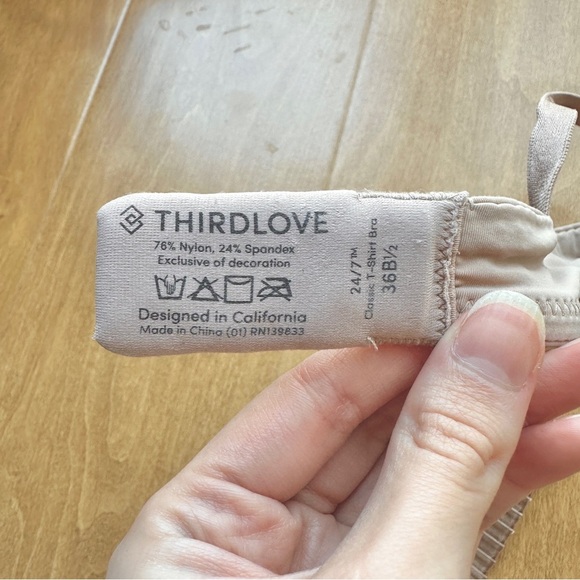 THIRDLOVE
76% Nylon, 24% Spandex
Exclusive of decoration
Designed in California
Made in China (01) RN139833
24/7™
Classic T-Shirt Bra
36B½